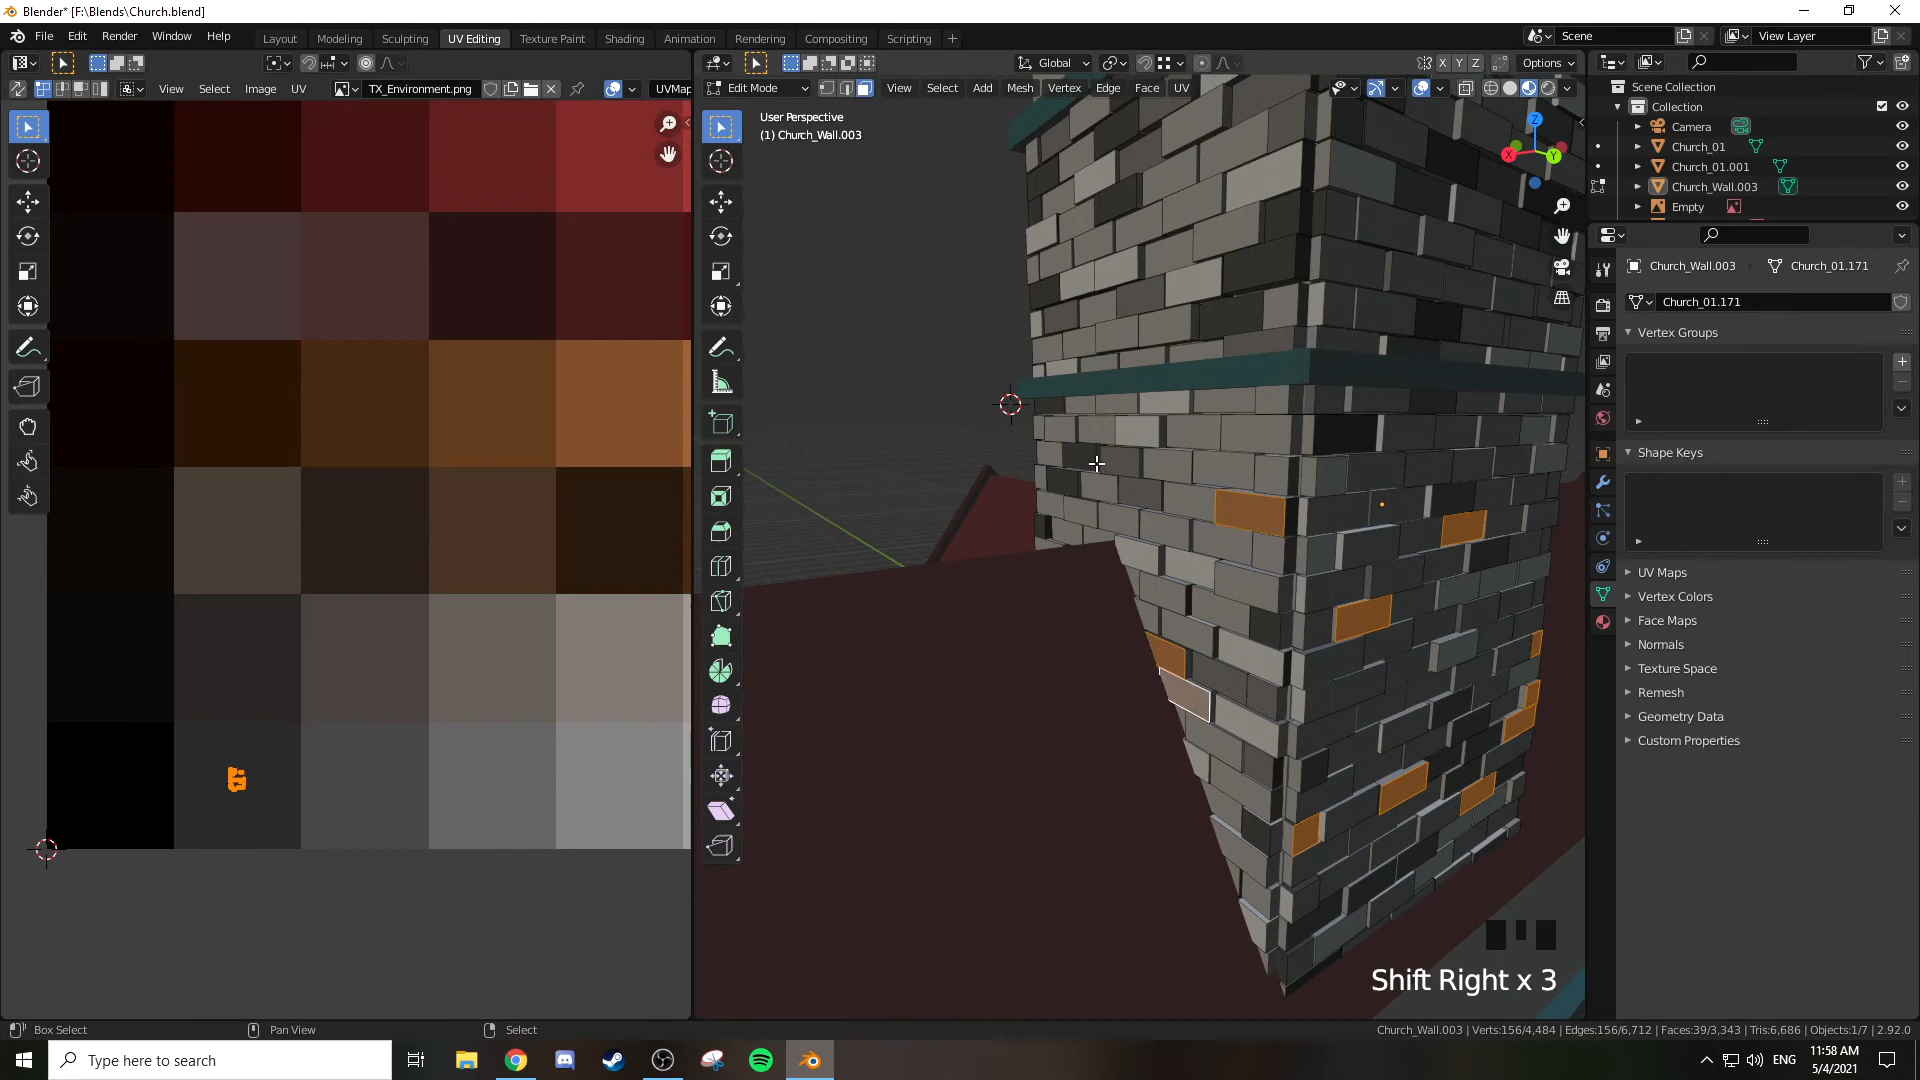 Blender* [F:\Blends\Church.blend]
File Edit Render Window Help
Layout Modeling Sculpting UV Editing Texture Paint Shading Animation Rendering Compositing Scripting
Scene
View Layer
Global
X Y Z
Options
View Select Image UV
TX_Environment.png
UVMap
Edit Mode
View Select Add Mesh Vertex Edge Face UV
User Perspective
(1) Church_Wall.003
Z
X
Y
Scene Collection
Collection
Camera
Church_01
Church_01.001
Church_Wall.003
Empty
Church_Wall.003
Church_01.171
Church_01.171
Vertex Groups
Shape Keys
UV Maps
Vertex Colors
Face Maps
Normals
Texture Space
Remesh
Geometry Data
Custom Properties
Shift Right x 3
Box Select
Pan View
Select
Church_Wall.003 | Verts:156/4,484 | Edges:156/6,712 | Faces:39/3,343 | Tris:6,686 | Objects:1/7 | 2.92.0
Type here to search
ENG
11:58 AM
5/4/2021